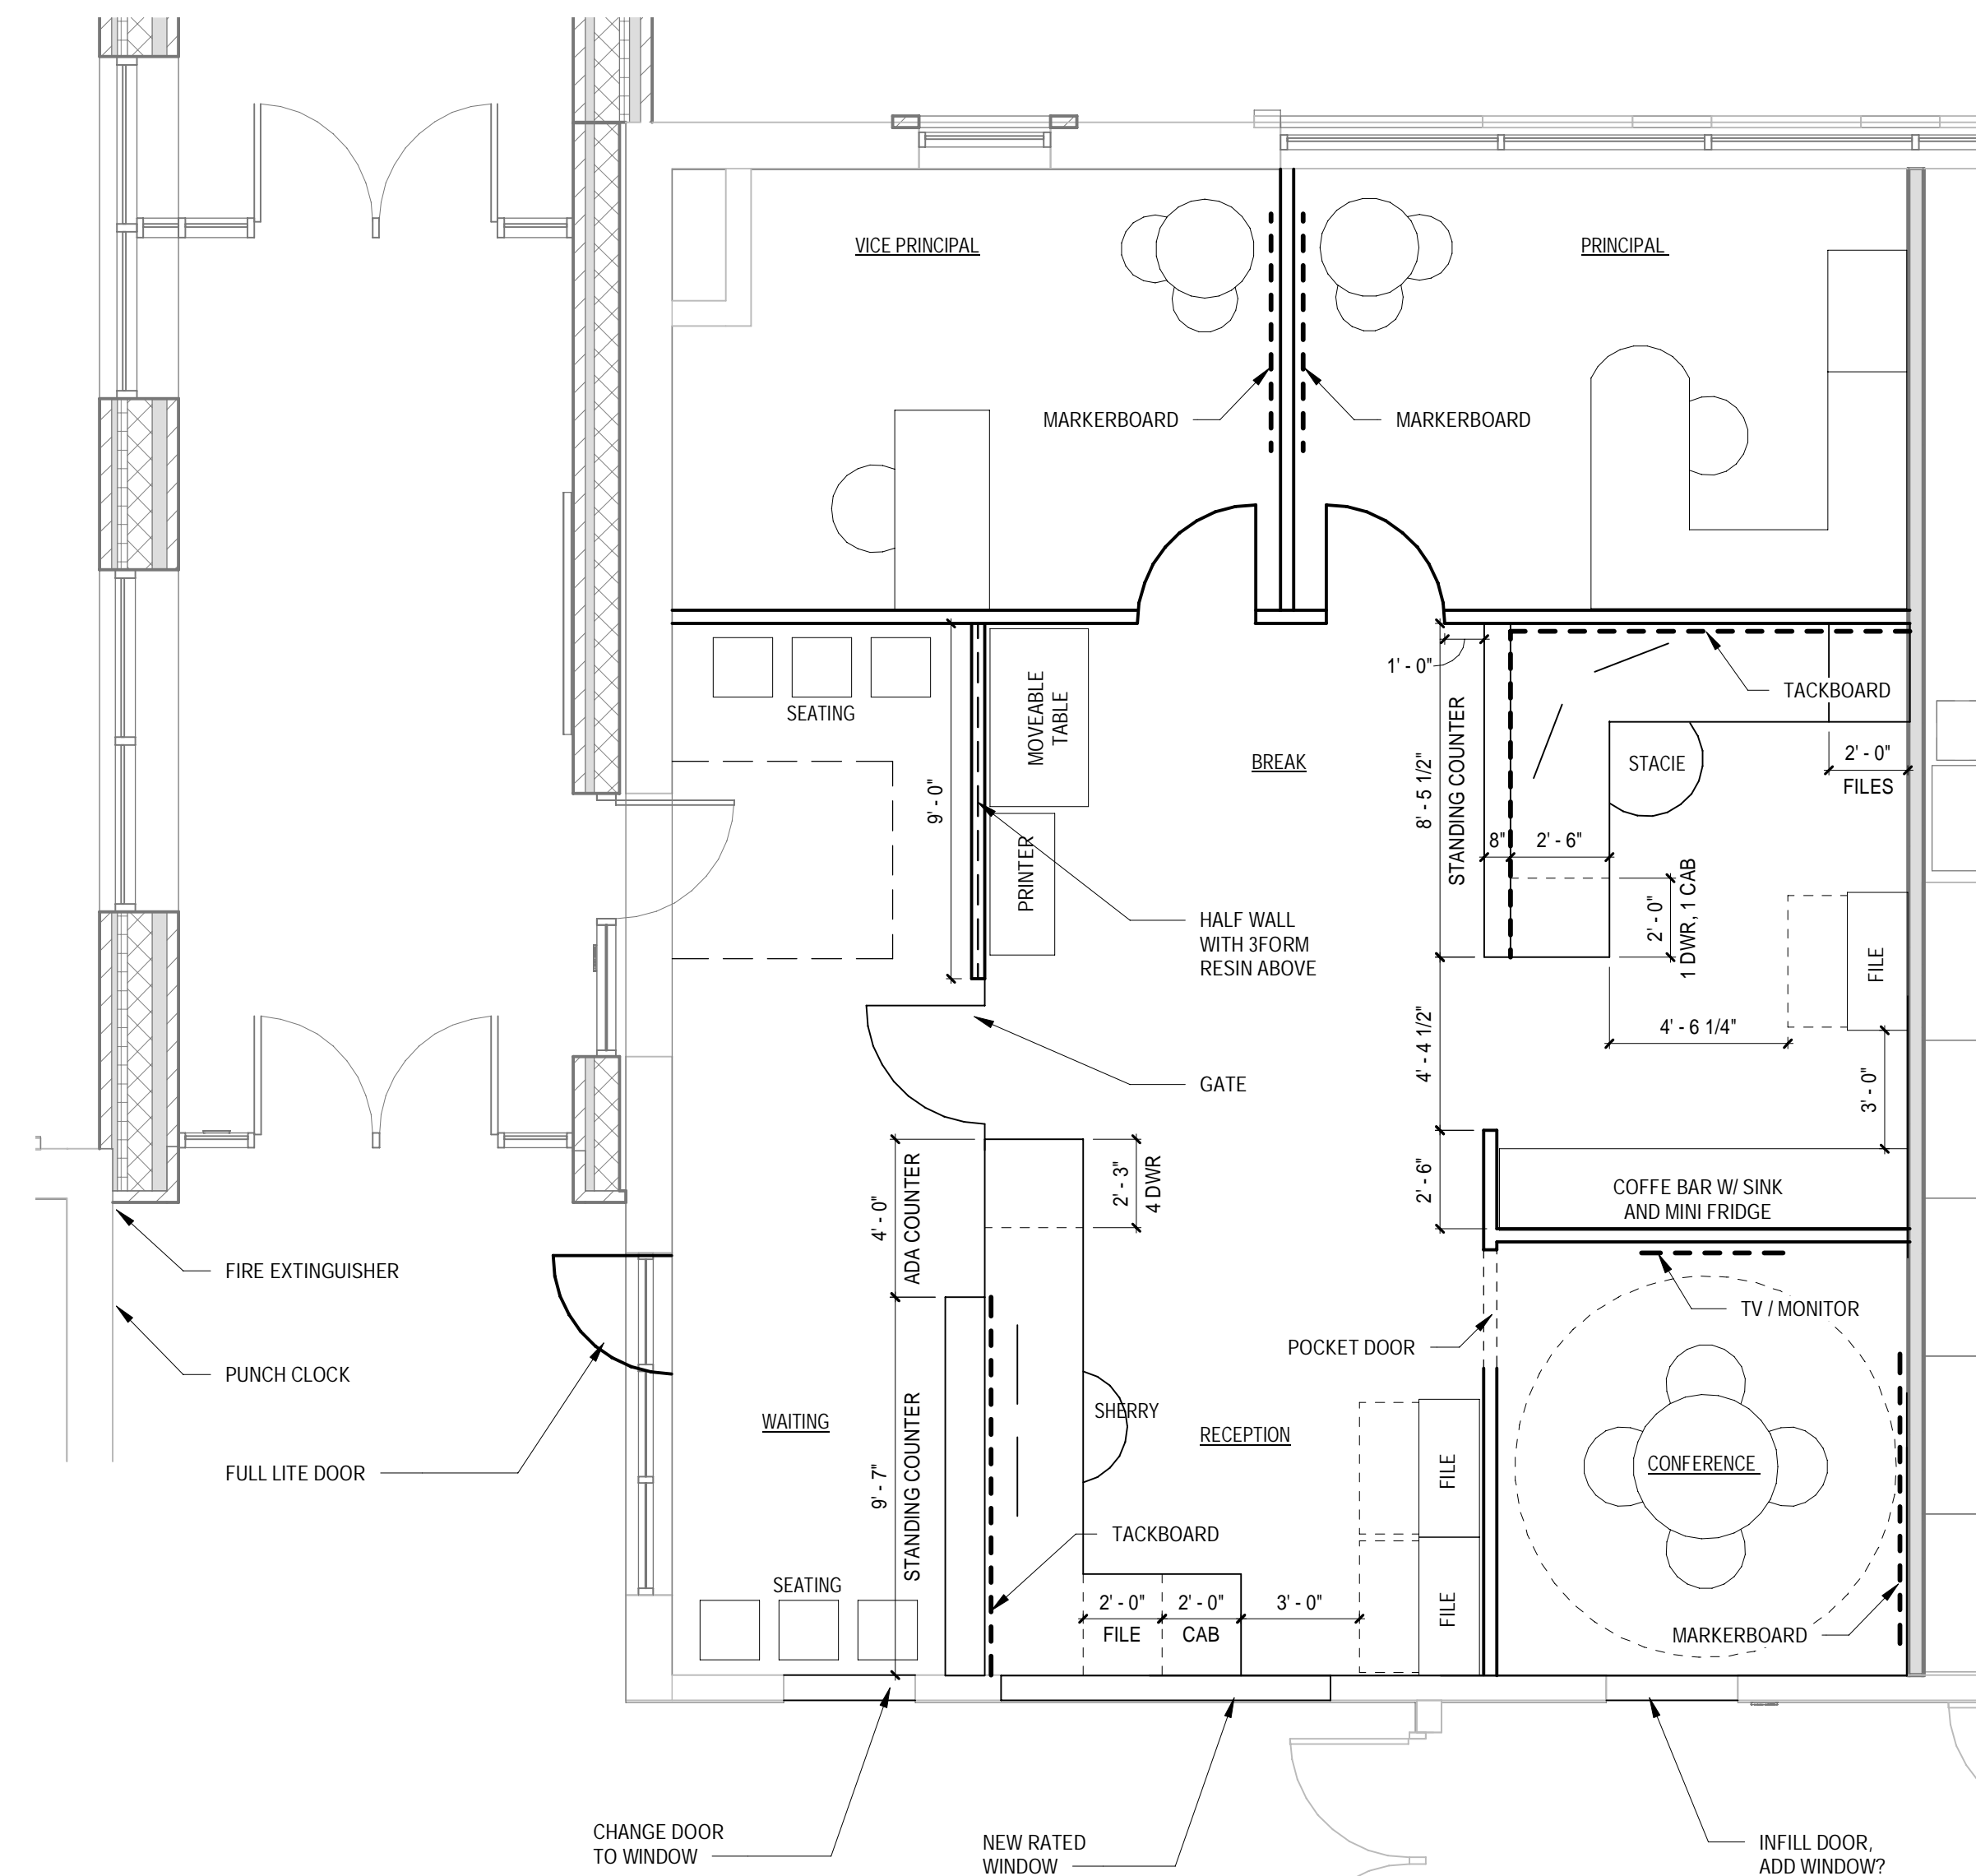 VICE PRINCIPAL
PRINCIPAL
MARKERBOARD
MARKERBOARD
1' - 0"
TACKBOARD
SEATING
MOVEABLE
TABLE
BREAK
STACIE
2' - 0"
FILES
9' - 0"
8' - 5 1/2"
STANDING COUNTER
8"
2' - 6"
PRINTER
2' - 0"
1 DWR, 1 CAB
FILE
HALF WALL
WITH 3FORM
RESIN ABOVE
4' - 6 1/4"
4' - 4 1/2"
GATE
3' - 0"
4' - 0"
ADA COUNTER
2' - 3"
4 DWR
2' - 6"
COFFE BAR W/ SINK
AND MINI FRIDGE
FIRE EXTINGUISHER
TV / MONITOR
POCKET DOOR
PUNCH CLOCK
WAITING
SHERRY
RECEPTION
CONFERENCE
FULL LITE DOOR
9' - 7"
STANDING COUNTER
FILE
TACKBOARD
SEATING
2' - 0"
FILE
2' - 0"
CAB
3' - 0"
FILE
MARKERBOARD
CHANGE DOOR
TO WINDOW
NEW RATED
WINDOW
INFILL DOOR,
ADD WINDOW?